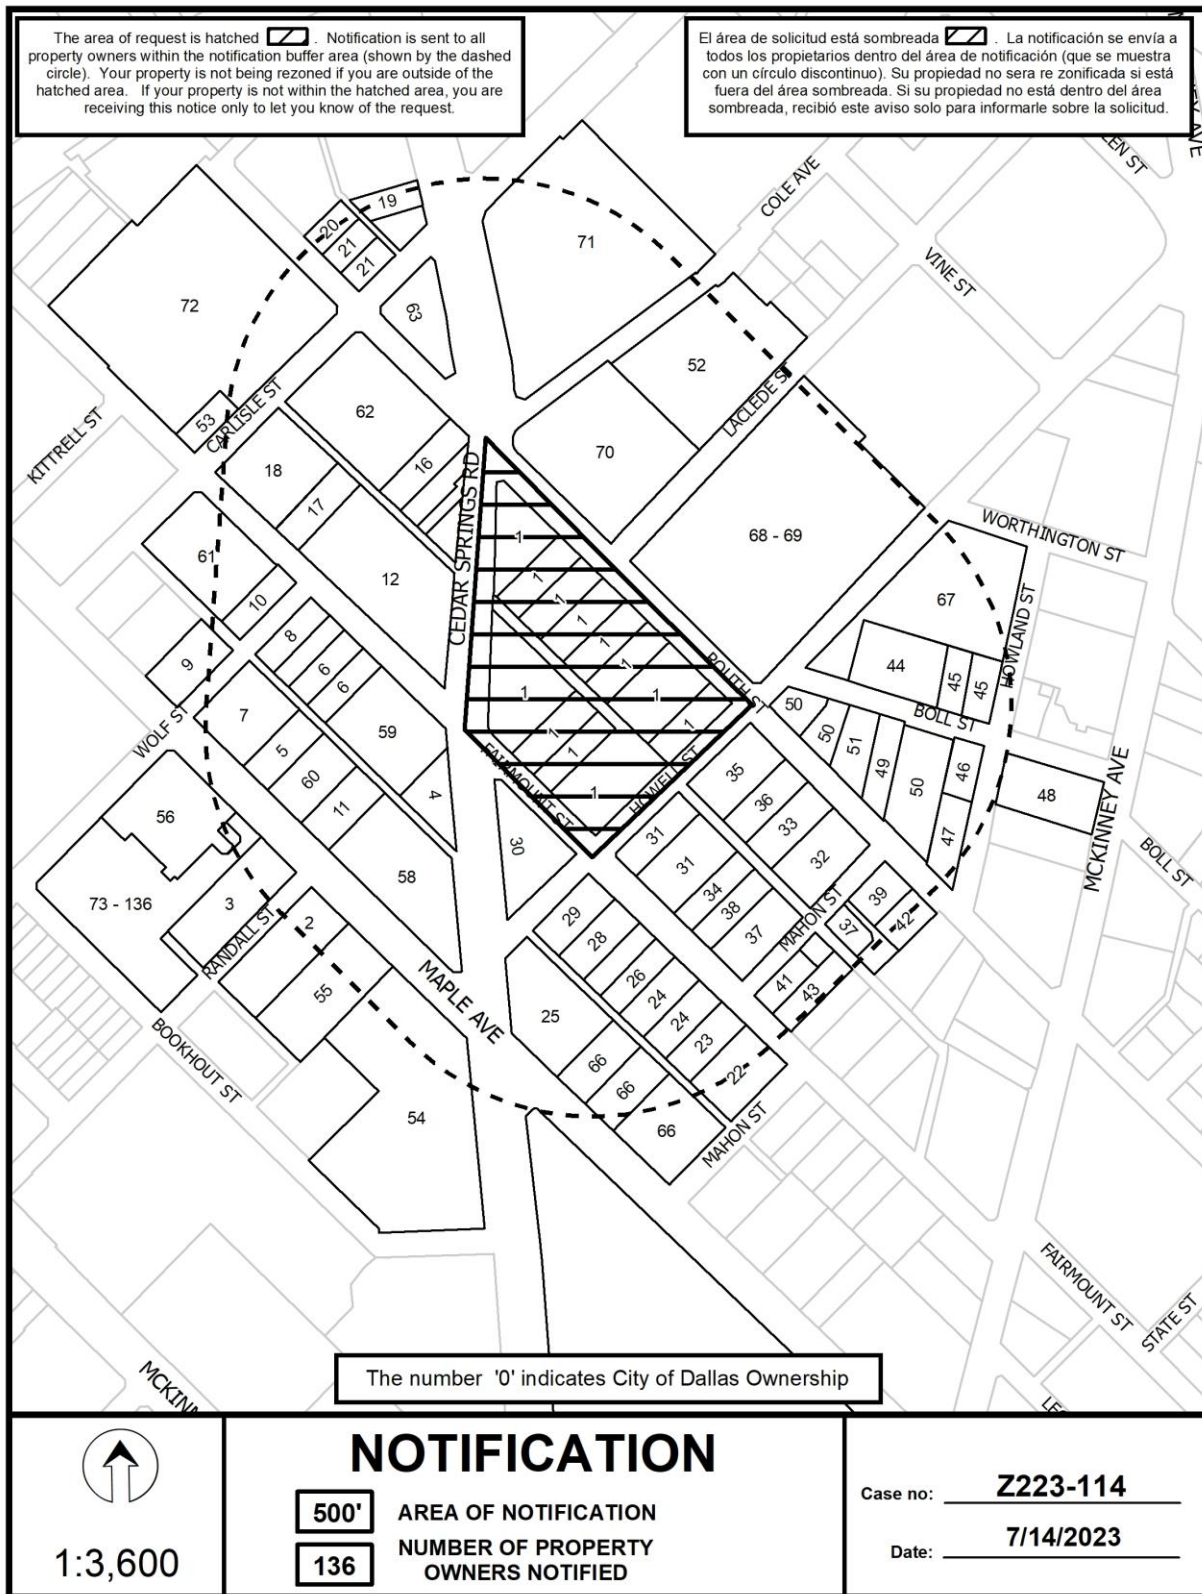 The area of request is hatched . Notification is sent to all
property owners within the notification buffer area (shown by the dashed
circle). Your property is not being rezoned if you are outside of the
hatched area. If your property is not within the hatched area, you are
receiving this notice only to let you know of the request.
El área de solicitud está sombreada . La notificación se envía a
todos los propietarios dentro del área de notificación (que se muestra
con un círculo discontinuo). Su propiedad no sera re zonificada si está
fuera del área sombreada. Si su propiedad no está dentro del área
sombreada, recibió este aviso solo para informarle sobre la solicitud.
COLE AVE
VINE ST
19
20
21
21
71
63
72
52
LACLEDE ST
62
53
CARLISLE ST
KITTRELL ST
70
16
18
17
CEDAR SPRINGS RD
WORTHINGTON ST
68 - 69
1
61
12
1
1
1
1
1
10
67
HOWLAND ST
8
6
6
9
44
45
45
ROUTH ST
1
1
7
WOLF ST
50
BOLL ST
59
5
50
51
49
1
1
1
FAIRMOUNT ST
HOWELL ST
35
50
46
60
4
1
36
48
MCKINNEY AVE
11
56
30
31
33
47
BOLL ST
31
32
58
34
39
73 - 136
3
2
38
MAHON ST
37
37
42
29
28
RANDALL ST
26
41
43
55
MAPLE AVE
24
25
24
BOOKHOUT ST
23
66
66
22
54
66
MAHON ST
FAIRMOUNT ST
STATE ST
The number '0' indicates City of Dallas Ownership
1:3,600
NOTIFICATION
500' AREA OF NOTIFICATION
136 NUMBER OF PROPERTY
OWNERS NOTIFIED
Case no: Z223-114
Date: 7/14/2023